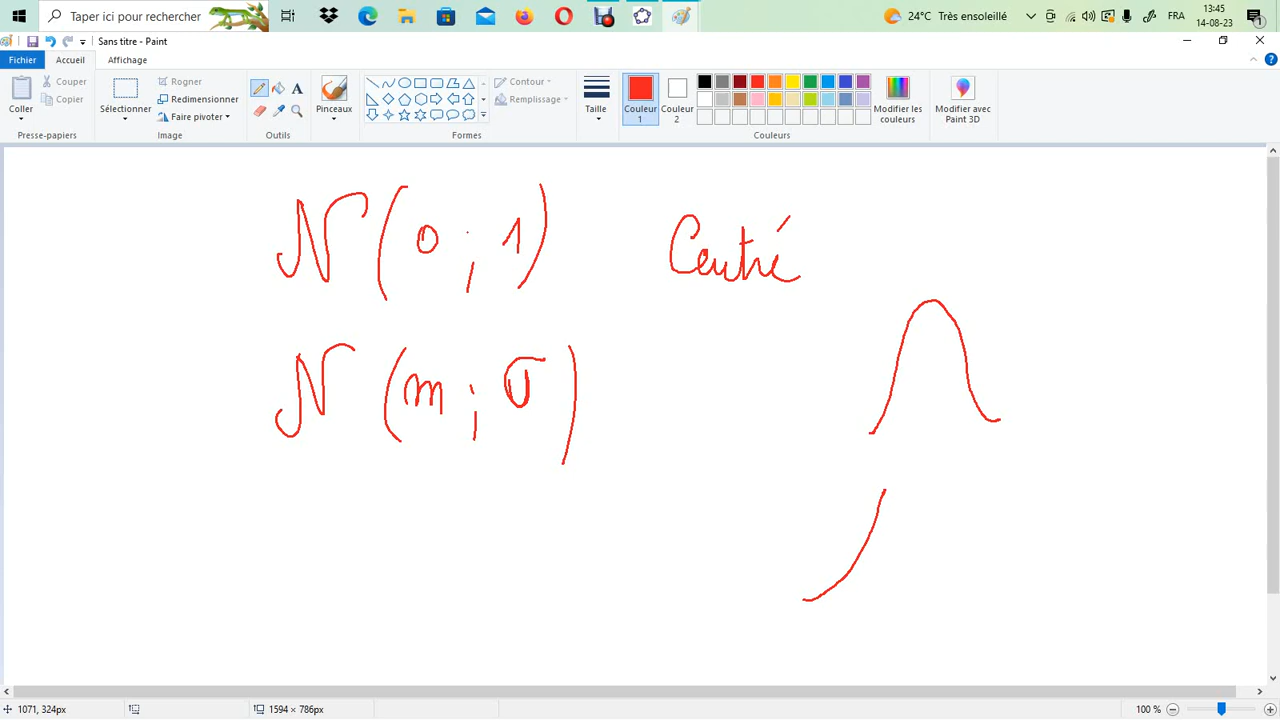 Taper ici pour rechercher
24°C Très ensoleillé
FRA
13:45
14-08-23
1
Sans titre - Paint
Fichier Accueil Affichage
Coller
Couper
Copier
Presse-papiers
Sélectionner
Rogner
Redimensionner
Faire pivoter
Image
A
Outils
Pinceaux
Contour
Remplissage
Formes
Taille
Couleur 1
Couleur 2
Modifier les couleurs
Couleurs
Modifier avec Paint 3D
N(0 ; 1) Centré
N(m ; σ)
1071, 324px
1594 × 786px
100 %